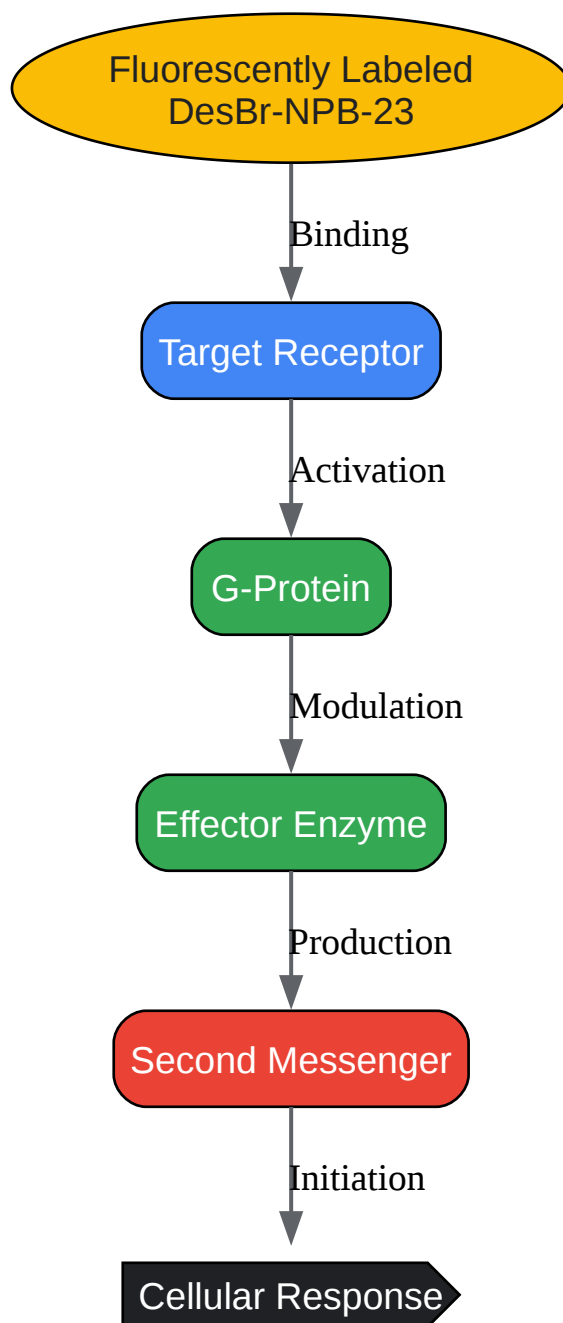 Fluorescently Labeled
DesBr-NPB-23
Binding
Target Receptor
Activation
G-Protein
Modulation
Effector Enzyme
Production
Second Messenger
Initiation
Cellular Response